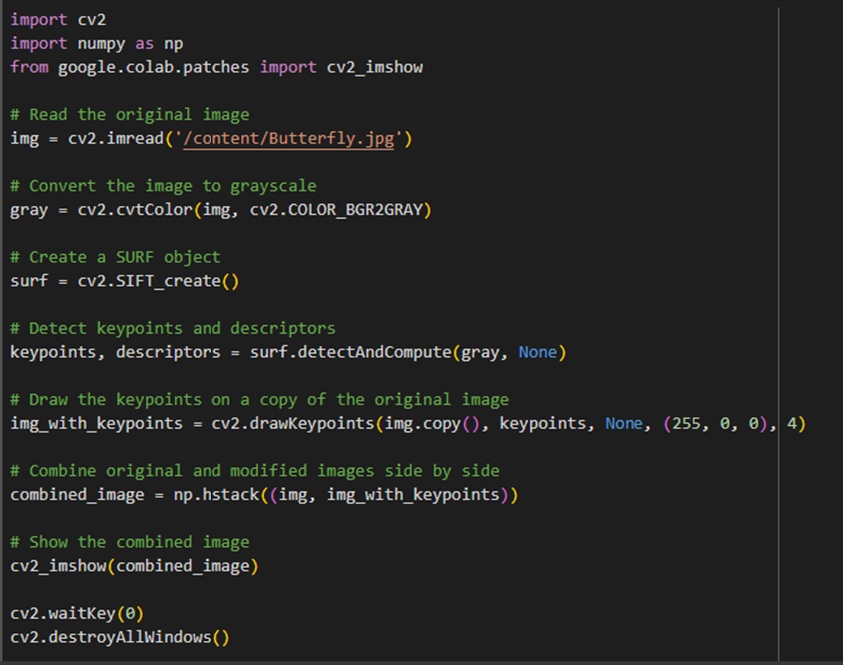 import cv2
import numpy as np
from google.colab.patches import cv2_imshow
# Read the original image
img = cv2.imread('/content/Butterfly.jpg')
# Convert the image to grayscale
gray = cv2.cvtColor(img, cv2.COLOR_BGR2GRAY)
# Create a SURF object
surf = cv2.SIFT_create()
# Detect keypoints and descriptors
keypoints, descriptors = surf.detectAndCompute(gray, None)
# Draw the keypoints on a copy of the original image
img_with_keypoints = cv2.drawKeypoints(img.copy(), keypoints, None, (255, 0, 0), 4)
# Combine original and modified images side by side
combined_image = np.hstack((img, img_with_keypoints))
# Show the combined image
cv2_imshow(combined_image)
cv2.waitKey(0)
cv2.destroyAllWindows()